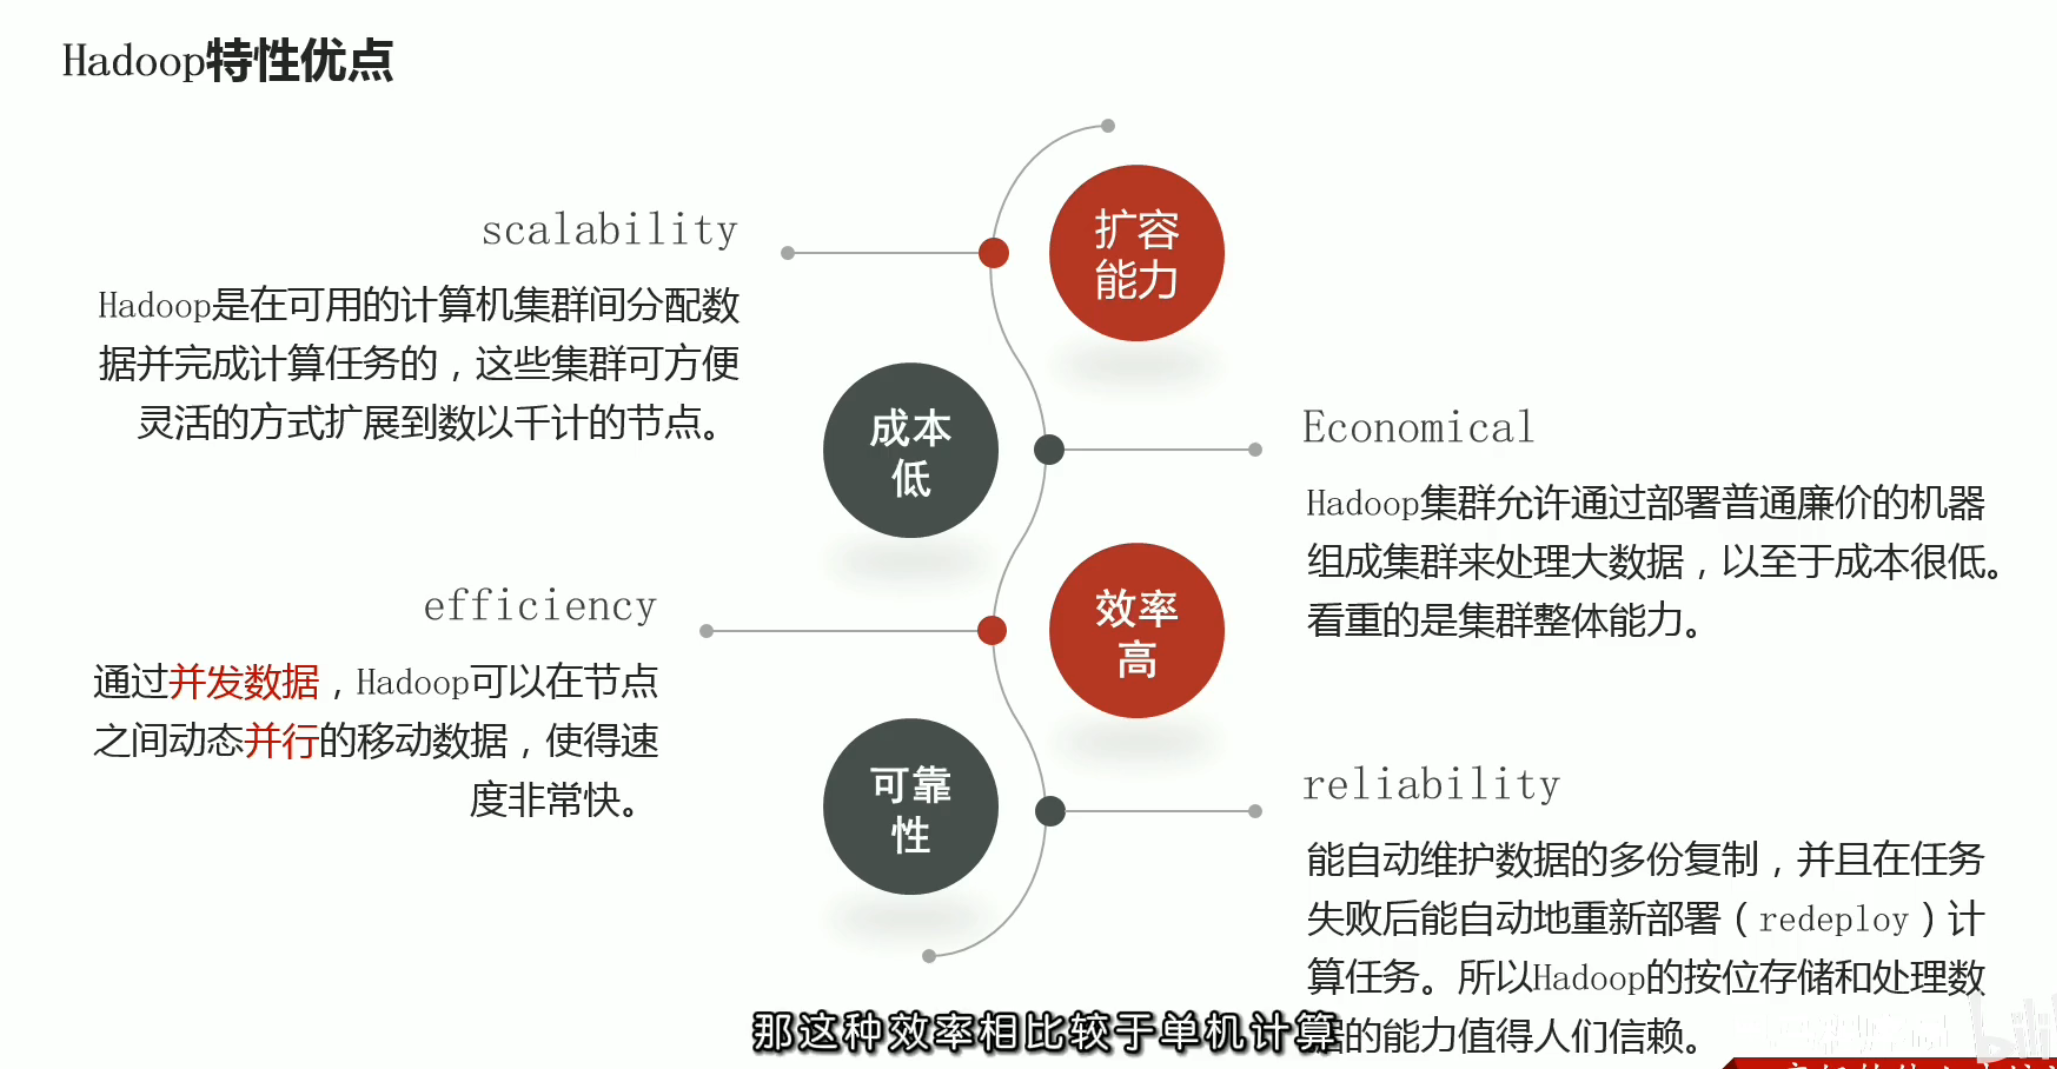 Hadoop特性优点
scalability
Hadoop是在可用的计算机集群间分配数
据并完成计算任务的，这些集群可方便
灵活的方式扩展到数以千计的节点。
扩容
能力
成本
低
Economical
Hadoop集群允许通过部署普通廉价的机器
组成集群来处理大数据，以至于成本很低。
看重的是集群整体能力。
efficiency
通过并发数据，Hadoop可以在节点
之间动态并行的移动数据，使得速
度非常快。
效率
高
可靠
性
reliability
能自动维护数据的多份复制，并且在任务
失败后能自动地重新部署（redeploy）计
算任务。所以Hadoop的按位存储和处理数
据的能力值得人们信赖。
那这种效率相比较于单机计算